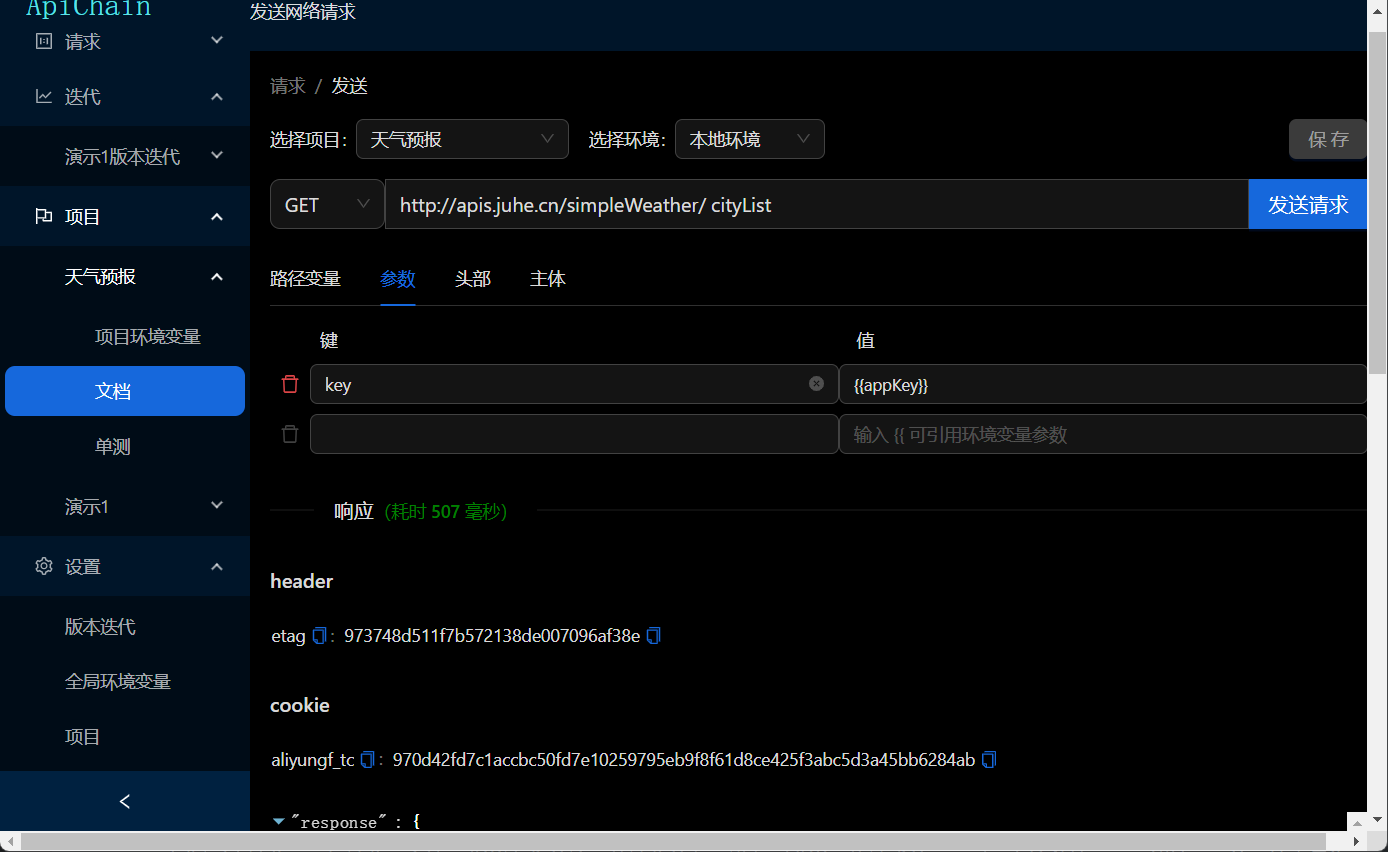 ApiChain
发送网络请求
请求
迭代
演示1版本迭代
项目
天气预报
项目环境变量
文档
单测
演示1
设置
版本迭代
全局环境变量
项目
<
请求 / 发送
选择项目: 天气预报 选择环境: 本地环境 保存
GET http://apis.juhe.cn/simpleWeather/ cityList 发送请求
路径变量 参数 头部 主体
键 值
key {{appKey}}
输入 {{ 可引用环境变量参数
响应 (耗时 507 毫秒)
header
etag : 973748d511f7b572138de007096af38e
cookie
aliyungf_tc : 970d42fd7c1accbc50fd7e10259795eb9f8f61d8ce425f3abc5d3a45bb6284ab
"response" : {